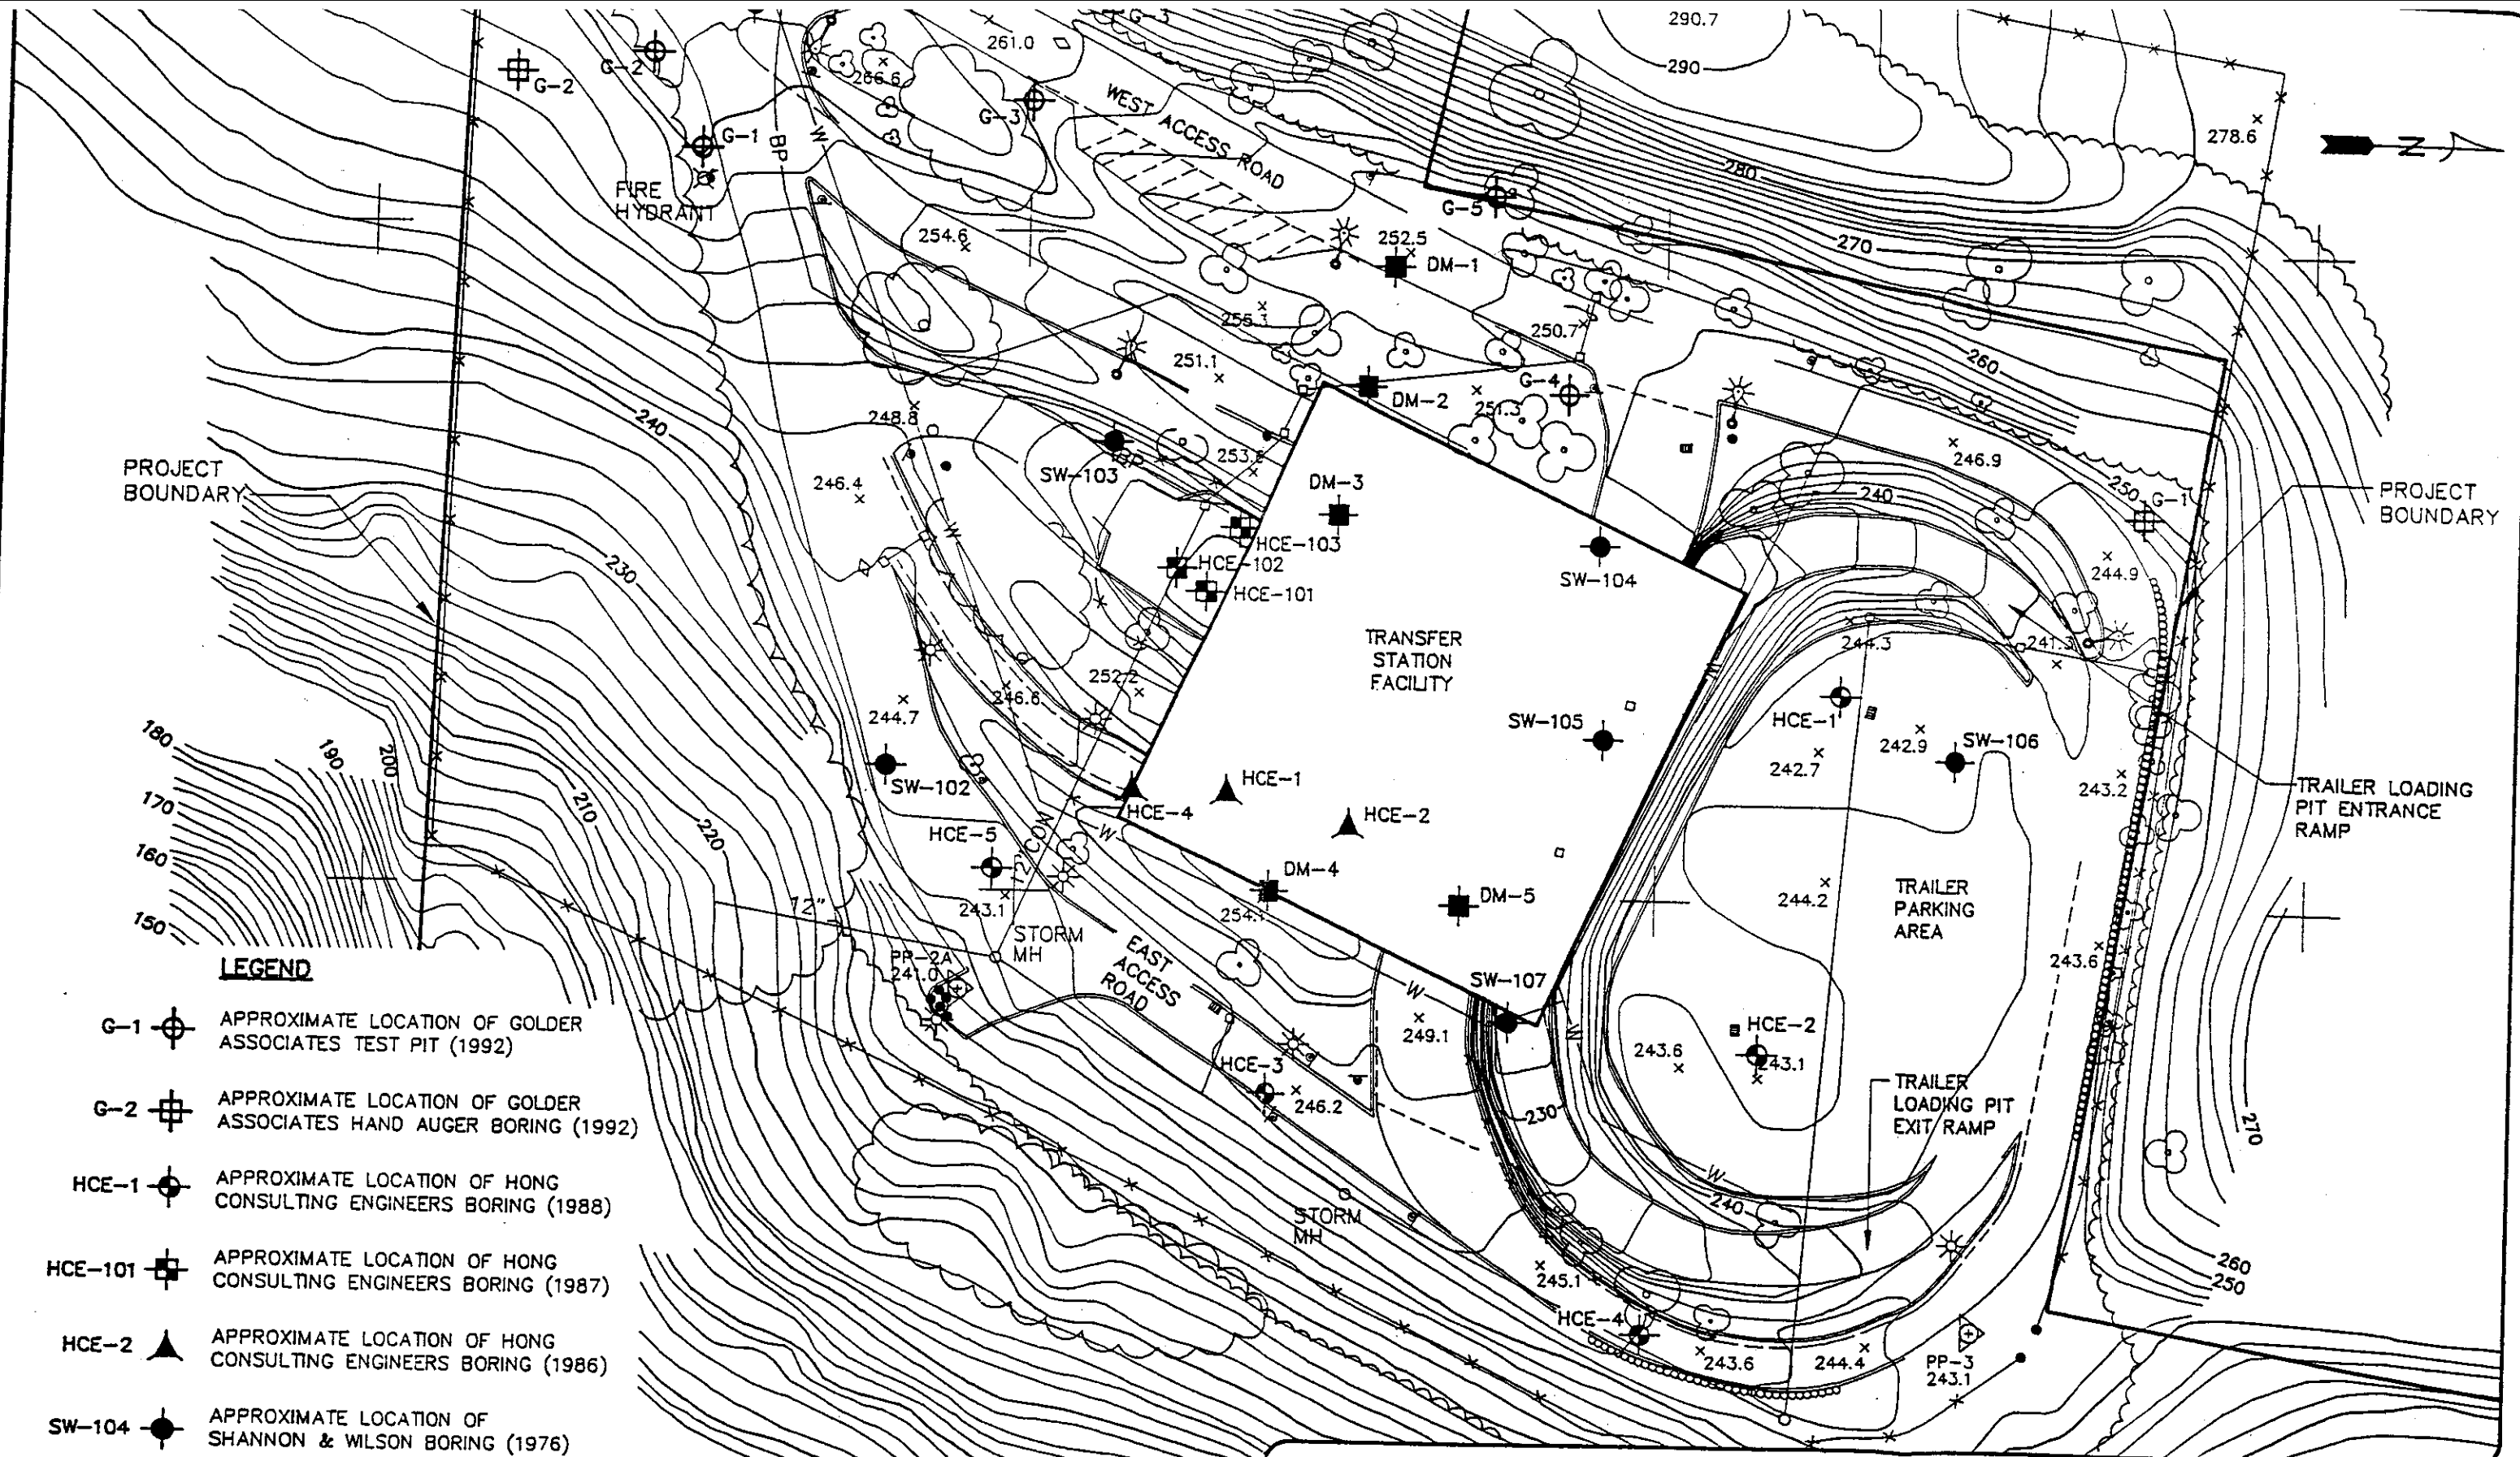 G-3
290.7
261.0
G-2
G-2
266.6
290
278.6
G-3
WEST
ACCESS ROAD
G-1
BP
W
N
FIRE
HYDRANT
280
G-5
254.6
252.5
270
DM-1
255.3
250.7
260
251.1
G-4
DM-2
251.3
240
248.8
253.8
246.9
PROJECT
BOUNDARY
SW-103
246.4
DM-3
250
G-1
240
PROJECT
BOUNDARY
W
HCE-103
HCE-102
HCE-101
230
SW-104
244.9
TRANSFER
STATION
FACILITY
244.3
241.3
252.2
246.6
W
244.7
SW-105
HCE-1
242.9
SW-106
242.7
180
190
200
SW-102
HCE-1
HCE-4
HCE-2
243.2
TRAILER LOADING
PIT ENTRANCE
RAMP
170
210
220
HCE-5
W
12" COM
160
DM-4
DM-5
244.2
TRAILER
PARKING
AREA
150
12"
243.1
254.1
STORM
MH
EAST
ACCESS
ROAD
PP-2A
241.0
243.6
SW-107
W
W
249.1
HCE-2
243.6
243.1
HCE-3
246.2
230
TRAILER
LOADING PIT
EXIT RAMP
270
W
240
STORM
MH
260
250
245.1
HCE-4
243.6
244.4
PP-3
243.1
LEGEND
G-1
APPROXIMATE LOCATION OF GOLDER
ASSOCIATES TEST PIT (1992)
G-2
APPROXIMATE LOCATION OF GOLDER
ASSOCIATES HAND AUGER BORING (1992)
HCE-1
APPROXIMATE LOCATION OF HONG
CONSULTING ENGINEERS BORING (1988)
HCE-101
APPROXIMATE LOCATION OF HONG
CONSULTING ENGINEERS BORING (1987)
HCE-2
APPROXIMATE LOCATION OF HONG
CONSULTING ENGINEERS BORING (1986)
SW-104
APPROXIMATE LOCATION OF
SHANNON & WILSON BORING (1976)